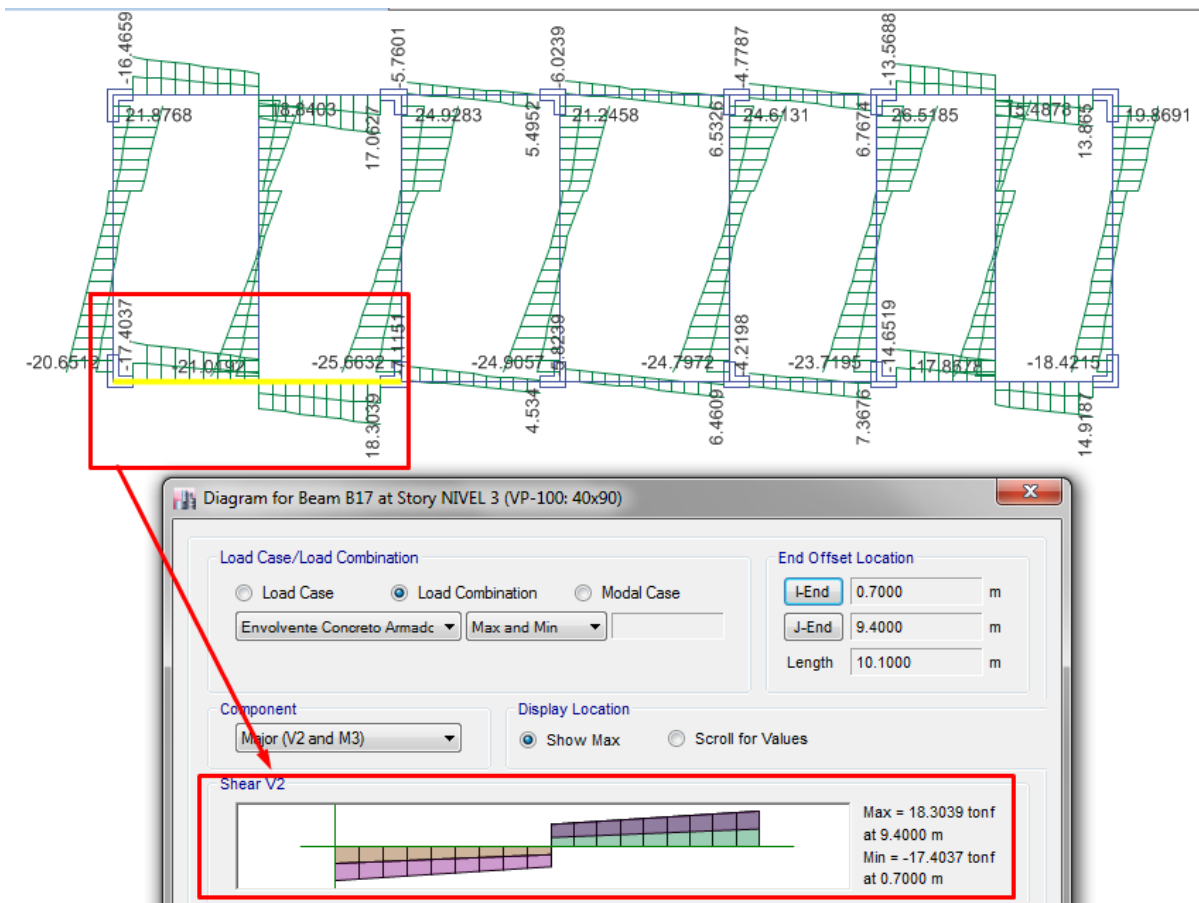 -16.4659
-5.7601
-6.0239
-4.7787
-13.5688
21.8768
18.8403
17.0627
24.9283
5.4952
21.2458
6.5326
24.6131
6.7674
26.5185
15.4878
13.865
19.8691
-20.6512
-17.4037
-21.0192
-25.6632
-24.9057
-24.7972
-4.2198
-23.7195
-14.6519
-17.8678
-18.4215
18.3039
4.534
6.4609
7.3676
14.9187
Diagram for Beam B17 at Story NIVEL 3 (VP-100: 40x90)
Load Case/Load Combination
Load Case
Load Combination
Modal Case
Envolvente Concreto Armado
Max and Min
End Offset Location
I-End 0.7000 m
J-End 9.4000 m
Length 10.1000 m
Component
Major (V2 and M3)
Display Location
Show Max
Scroll for Values
Shear V2
Max = 18.3039 tonf
at 9.4000 m
Min = -17.4037 tonf
at 0.7000 m